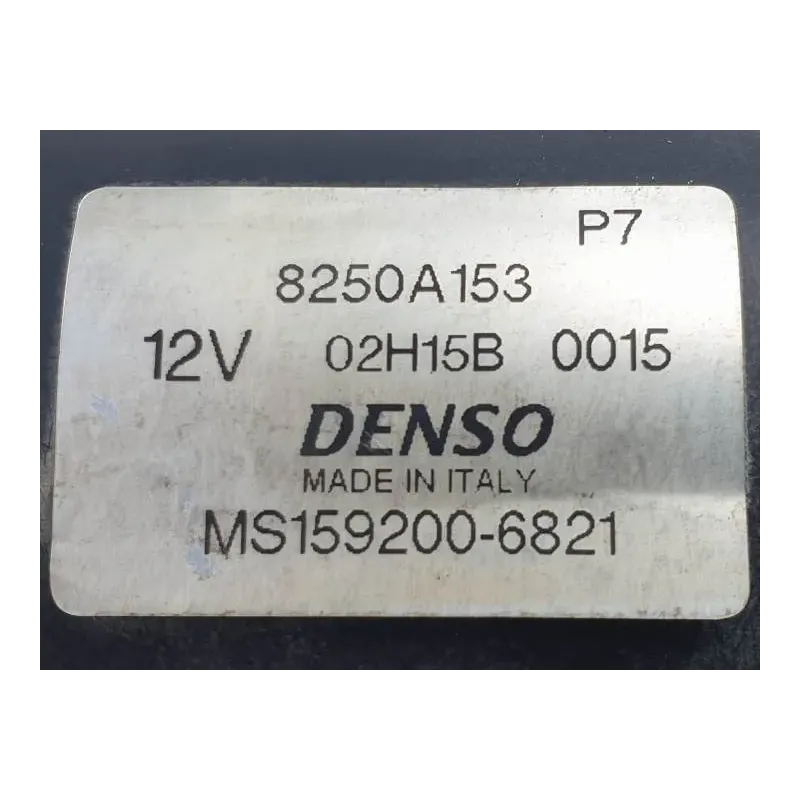 P7
8250A153
12V 02H15B 0015
DENSO
MADE IN ITALY
MS159200-6821